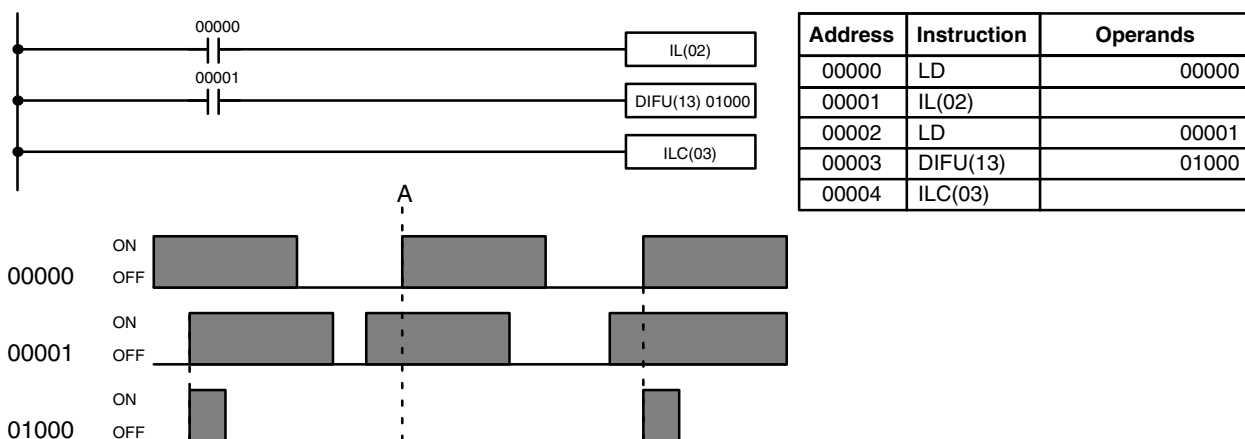 00000
IL(02)
00001
DIFU(13) 01000
ILC(03)
Address Instruction Operands
00000 LD 00000
00001 IL(02)
00002 LD 00001
00003 DIFU(13) 01000
00004 ILC(03)
A
ON
00000 OFF
ON
00001 OFF
ON
01000 OFF